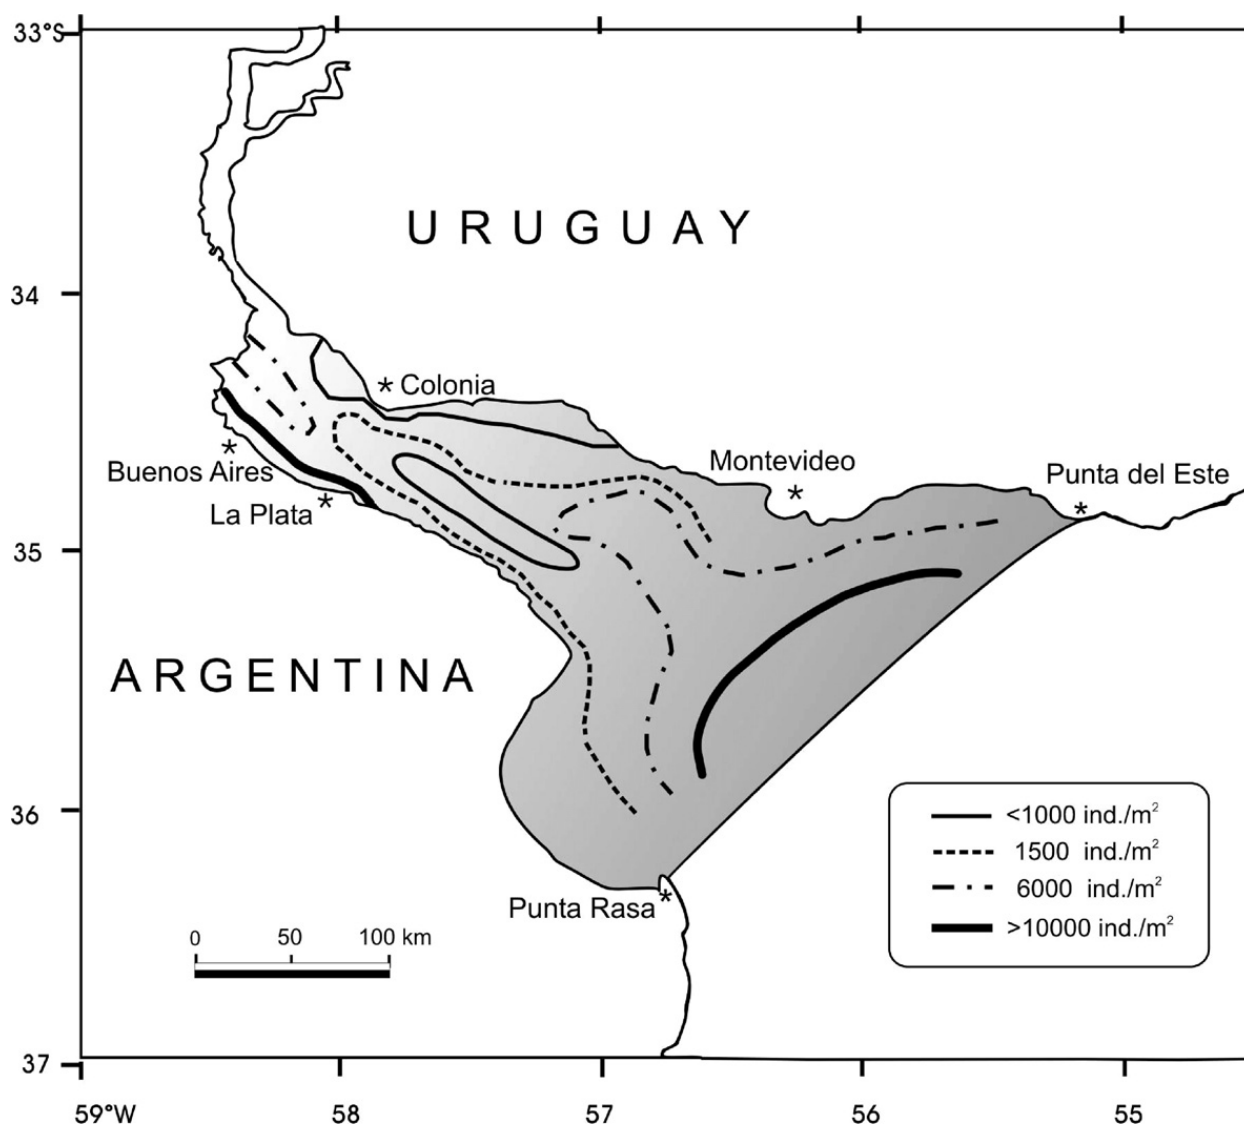 33°S
URUGUAY
34
* Colonia
Montevideo
*
Punta del Este
*
*
Buenos Aires
La Plata *
35
ARGENTINA
36
<1000 ind./m²
1500 ind./m²
6000 ind./m²
>10000 ind./m²
Punta Rasa *
0 50 100 km
37
59°W 58 57 56 55